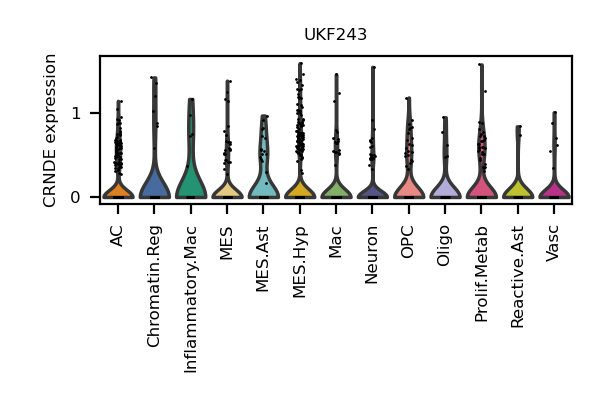 UKF243
CRNDE expression
1
0
AC
Chromatin.Reg
Inflammatory.Mac
MES
MES.Ast
MES.Hyp
Mac
Neuron
OPC
Oligo
Prolif.Metab
Reactive.Ast
Vasc